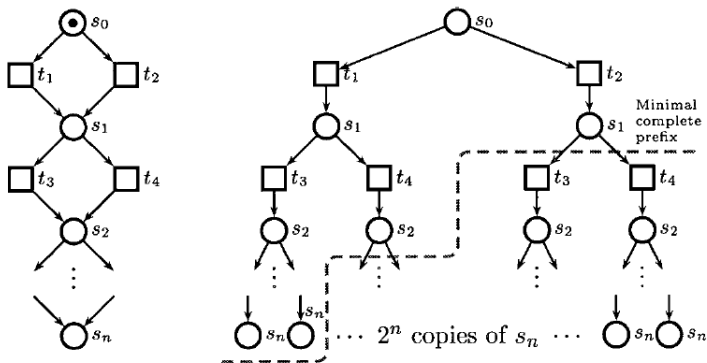 s₀ s₀
t₁ t₂ t₁ t₂
s₁ s₁ s₁
Minimal
complete
prefix
t₃ t₄ t₃ t₄ t₃ t₄
s₂ s₂ s₂ s₂ s₂
⋮ ⋮ ⋮ ⋮ ⋮
sₙ
sₙ sₙ sₙ ⋯ 2ⁿ copies of sₙ ⋯ sₙ sₙ